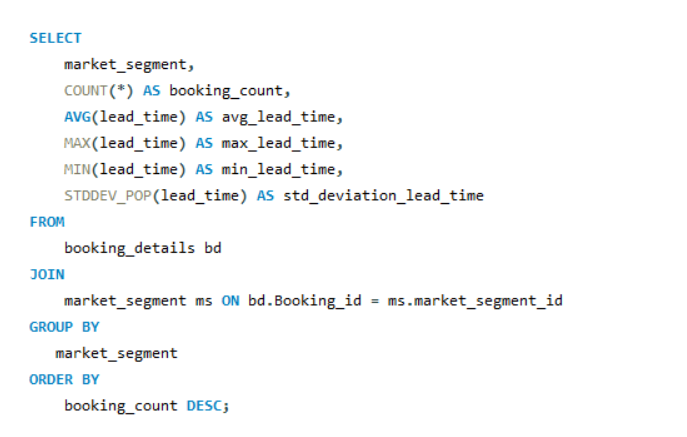 SELECT
market_segment,
COUNT(*) AS booking_count,
AVG(lead_time) AS avg_lead_time,
MAX(lead_time) AS max_lead_time,
MIN(lead_time) AS min_lead_time,
STDDEV_POP(lead_time) AS std_deviation_lead_time
FROM
booking_details bd
JOIN
market_segment ms ON bd.Booking_id = ms.market_segment_id
GROUP BY
market_segment
ORDER BY
booking_count DESC;